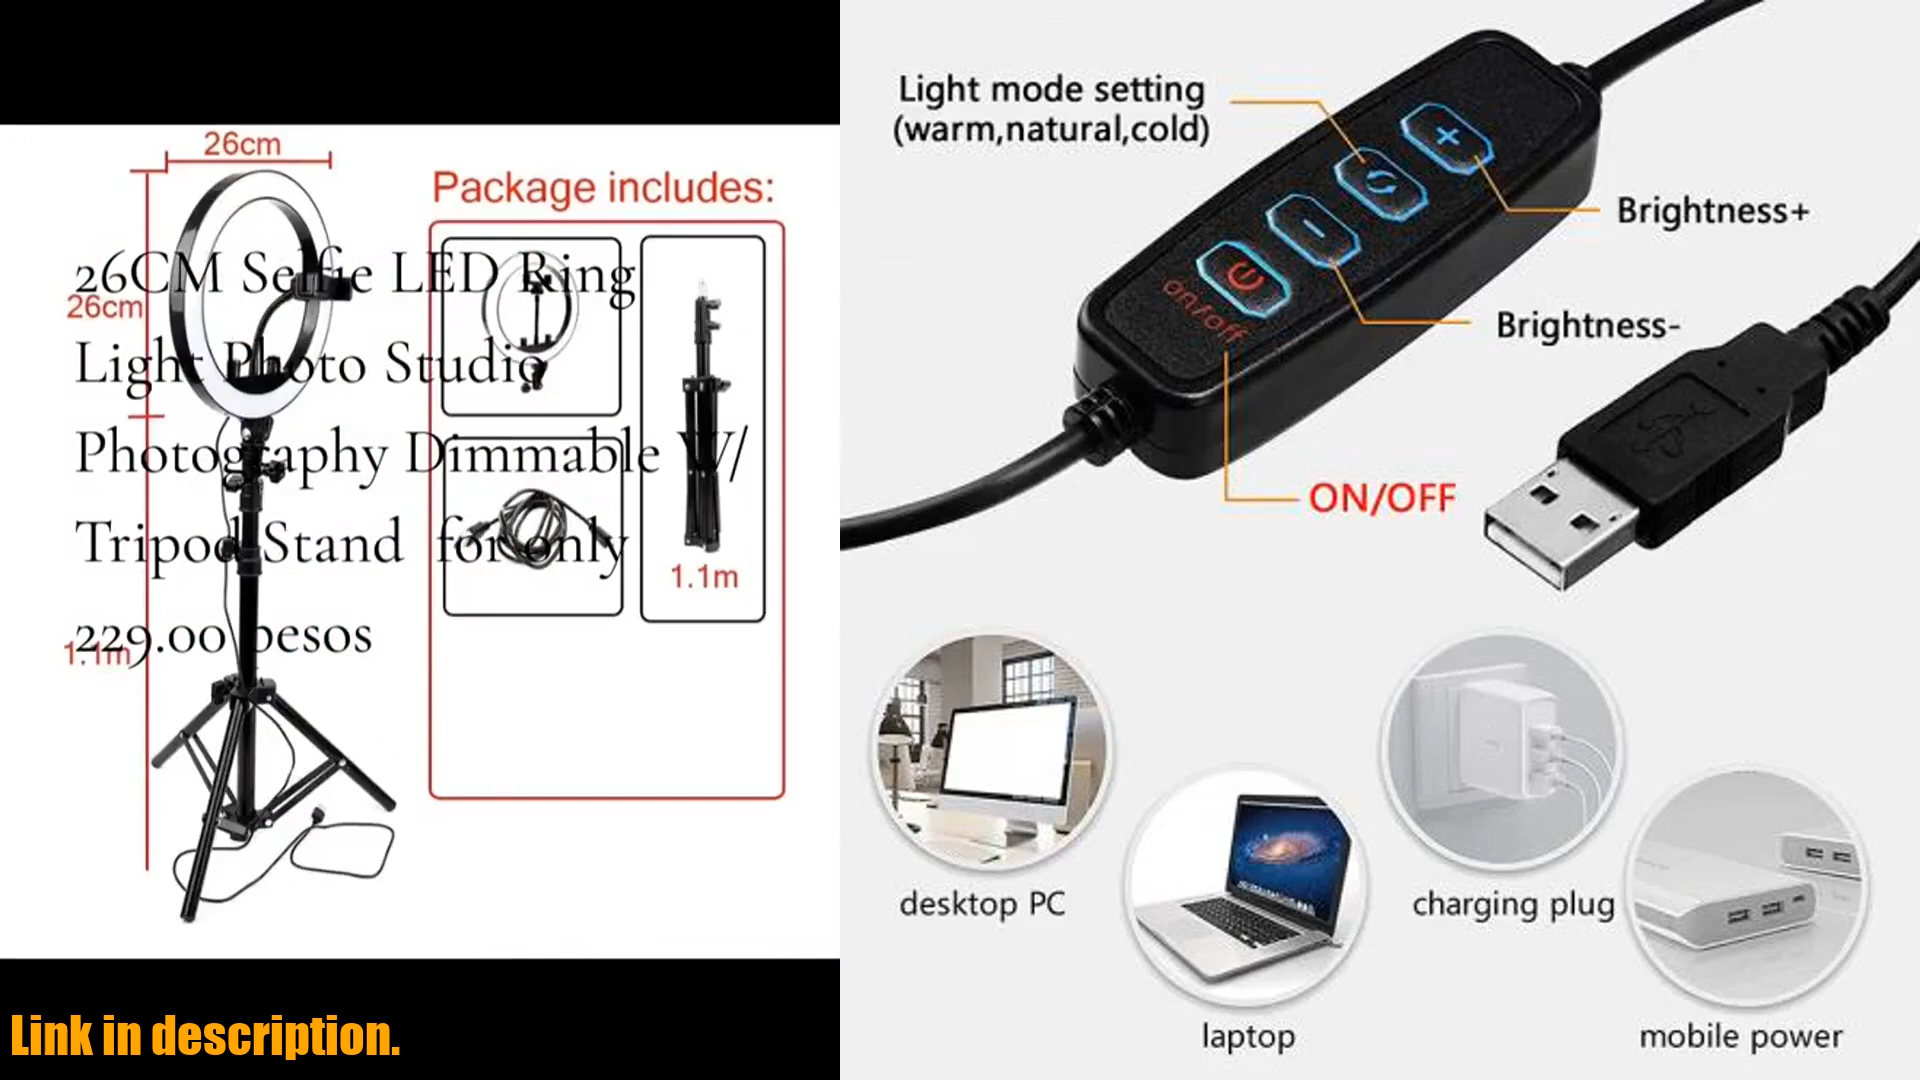 26cm
Package includes:
26CM Selfie LED Ring
26cm
Light Photo Studio
Photography Dimmable W/
Tripod Stand for only
1.1m
229.00 pesos
1.1m
Link in description.
Light mode setting
(warm,natural,cold)
Brightness+
on/off
Brightness-
ON/OFF
desktop PC
charging plug
laptop
mobile power